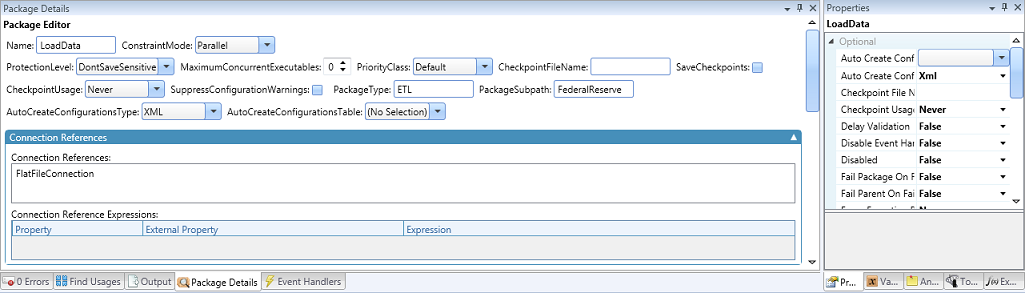 Package Details
Package Editor
Name: LoadData ConstraintMode: Parallel
ProtectionLevel: DontSaveSensitive MaximumConcurrentExecutables: 0 PriorityClass: Default CheckpointFileName: SaveCheckpoints:
CheckpointUsage: Never SuppressConfigurationWarnings: PackageType: ETL PackageSubpath: FederalReserve
AutoCreateConfigurationsType: XML AutoCreateConfigurationsTable: (No Selection)
Connection References
Connection References:
FlatFileConnection
Connection Reference Expressions:
Property External Property Expression
0 Errors Find Usages Output Package Details Event Handlers
Properties
LoadData
Optional
Auto Create Conf
Auto Create Conf Xml
Checkpoint File N
Checkpoint Usag Never
Delay Validation False
Disable Event Har False
Disabled False
Fail Package On F False
Fail Parent On Fai False
Pr... Va... An... To... Ex...